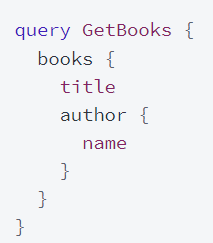 query GetBooks {
  books {
    title
    author {
      name
    }
  }
}